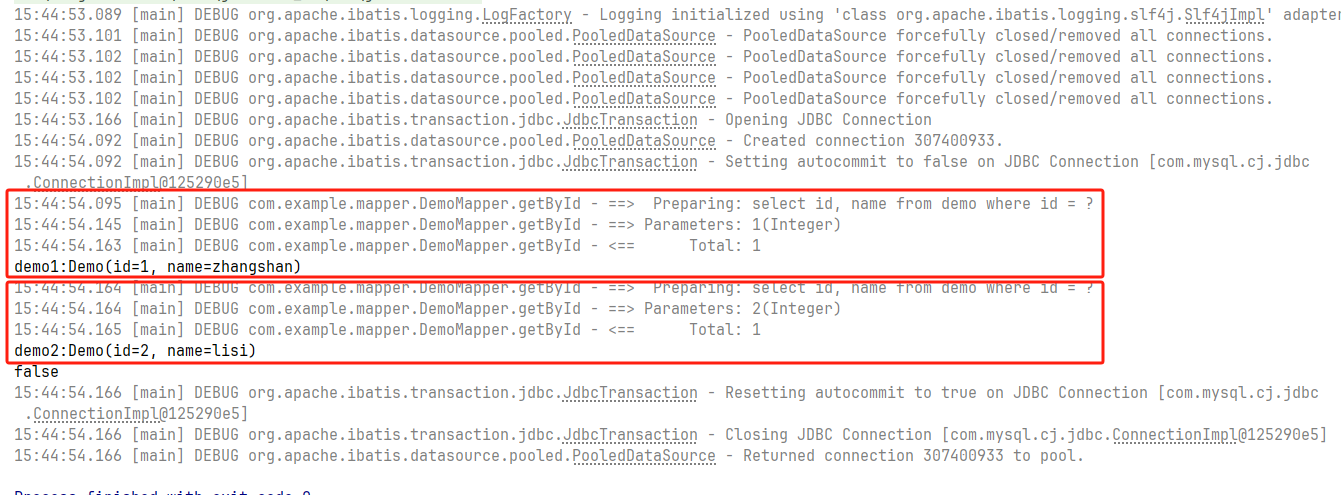 15:44:53.089 [main] DEBUG org.apache.ibatis.logging.LogFactory - Logging initialized using 'class org.apache.ibatis.logging.slf4j.Slf4jImpl' adapter
15:44:53.101 [main] DEBUG org.apache.ibatis.datasource.pooled.PooledDataSource - PooledDataSource forcefully closed/removed all connections.
15:44:53.102 [main] DEBUG org.apache.ibatis.datasource.pooled.PooledDataSource - PooledDataSource forcefully closed/removed all connections.
15:44:53.102 [main] DEBUG org.apache.ibatis.datasource.pooled.PooledDataSource - PooledDataSource forcefully closed/removed all connections.
15:44:53.102 [main] DEBUG org.apache.ibatis.datasource.pooled.PooledDataSource - PooledDataSource forcefully closed/removed all connections.
15:44:53.166 [main] DEBUG org.apache.ibatis.transaction.jdbc.JdbcTransaction - Opening JDBC Connection
15:44:54.092 [main] DEBUG org.apache.ibatis.datasource.pooled.PooledDataSource - Created connection 307400933.
15:44:54.092 [main] DEBUG org.apache.ibatis.transaction.jdbc.JdbcTransaction - Setting autocommit to false on JDBC Connection [com.mysql.cj.jdbc
.ConnectionImpl@125290e5]
15:44:54.095 [main] DEBUG com.example.mapper.DemoMapper.getById - ==>  Preparing: select id, name from demo where id = ?
15:44:54.145 [main] DEBUG com.example.mapper.DemoMapper.getById - ==> Parameters: 1(Integer)
15:44:54.163 [main] DEBUG com.example.mapper.DemoMapper.getById - <==      Total: 1
demo1:Demo(id=1, name=zhangshan)
15:44:54.164 [main] DEBUG com.example.mapper.DemoMapper.getById - ==>  Preparing: select id, name from demo where id = ?
15:44:54.164 [main] DEBUG com.example.mapper.DemoMapper.getById - ==> Parameters: 2(Integer)
15:44:54.165 [main] DEBUG com.example.mapper.DemoMapper.getById - <==      Total: 1
demo2:Demo(id=2, name=lisi)
false
15:44:54.166 [main] DEBUG org.apache.ibatis.transaction.jdbc.JdbcTransaction - Resetting autocommit to true on JDBC Connection [com.mysql.cj.jdbc
.ConnectionImpl@125290e5]
15:44:54.166 [main] DEBUG org.apache.ibatis.transaction.jdbc.JdbcTransaction - Closing JDBC Connection [com.mysql.cj.jdbc.ConnectionImpl@125290e5]
15:44:54.166 [main] DEBUG org.apache.ibatis.datasource.pooled.PooledDataSource - Returned connection 307400933 to pool.
Process finished with exit code 0